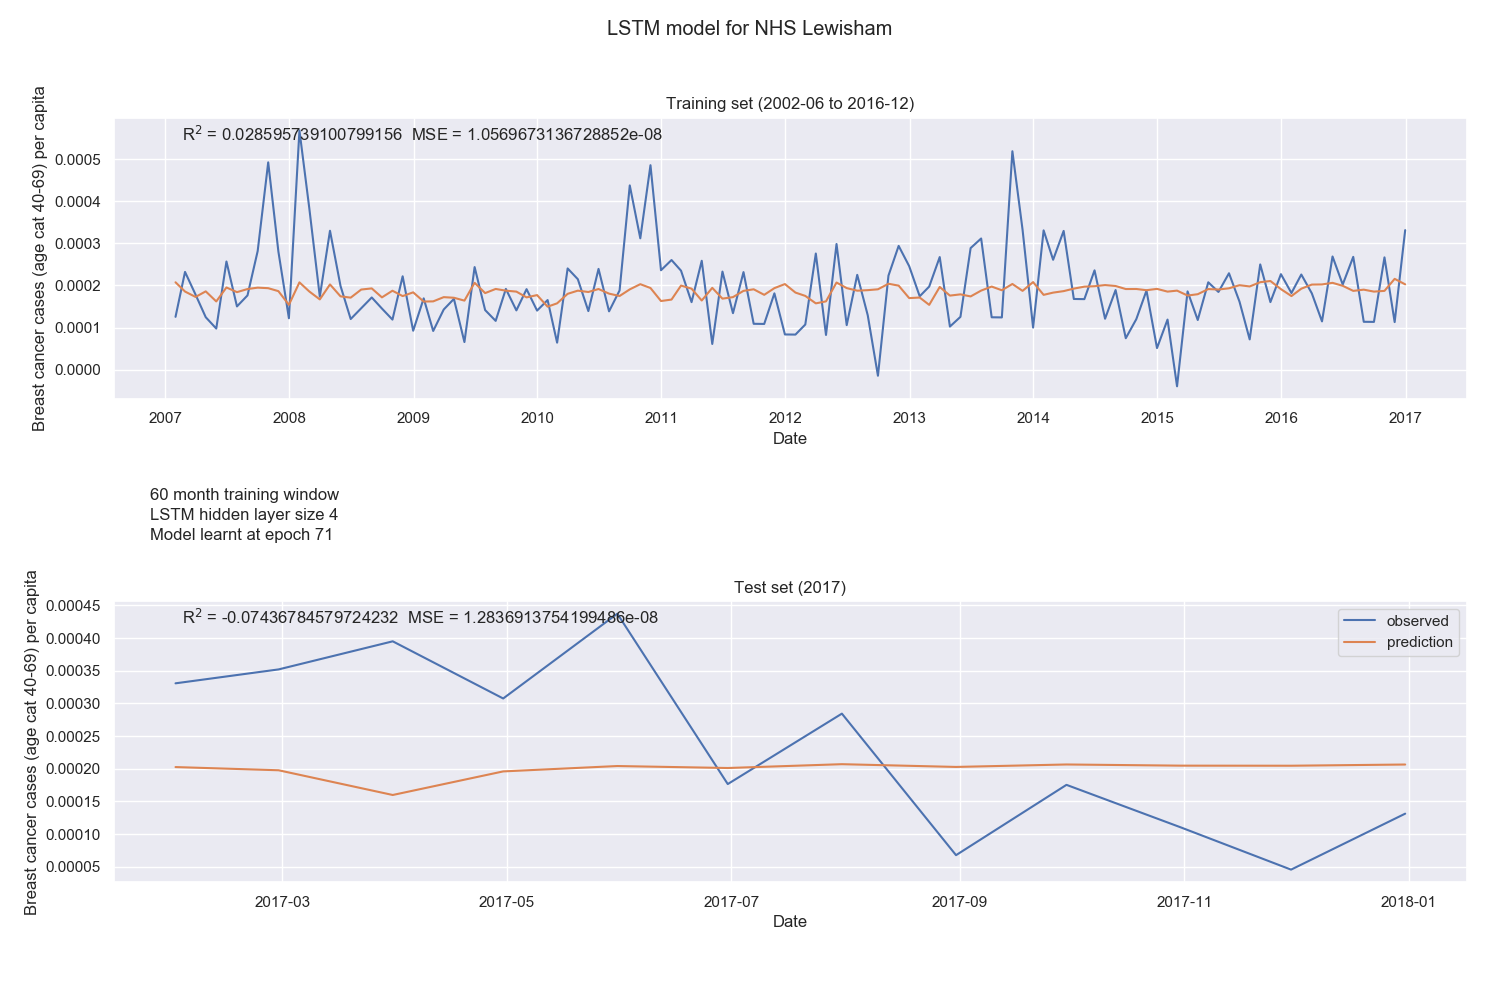 LSTM model for NHS Lewisham
Training set (2002-06 to 2016-12)
R² = 0.028595739100799156 MSE = 1.0569673136728852e-08
Breast cancer cases (age cat 40-69) per capita
0.0005
0.0004
0.0003
0.0002
0.0001
0.0000
2007 2008 2009 2010 2011 2012 2013 2014 2015 2016 2017
Date
60 month training window
LSTM hidden layer size 4
Model learnt at epoch 71
Test set (2017)
R² = -0.07436784579724232 MSE = 1.2836913754199486e-08
observed
prediction
Breast cancer cases (age cat 40-69) per capita
0.00045
0.00040
0.00035
0.00030
0.00025
0.00020
0.00015
0.00010
0.00005
2017-03 2017-05 2017-07 2017-09 2017-11 2018-01
Date